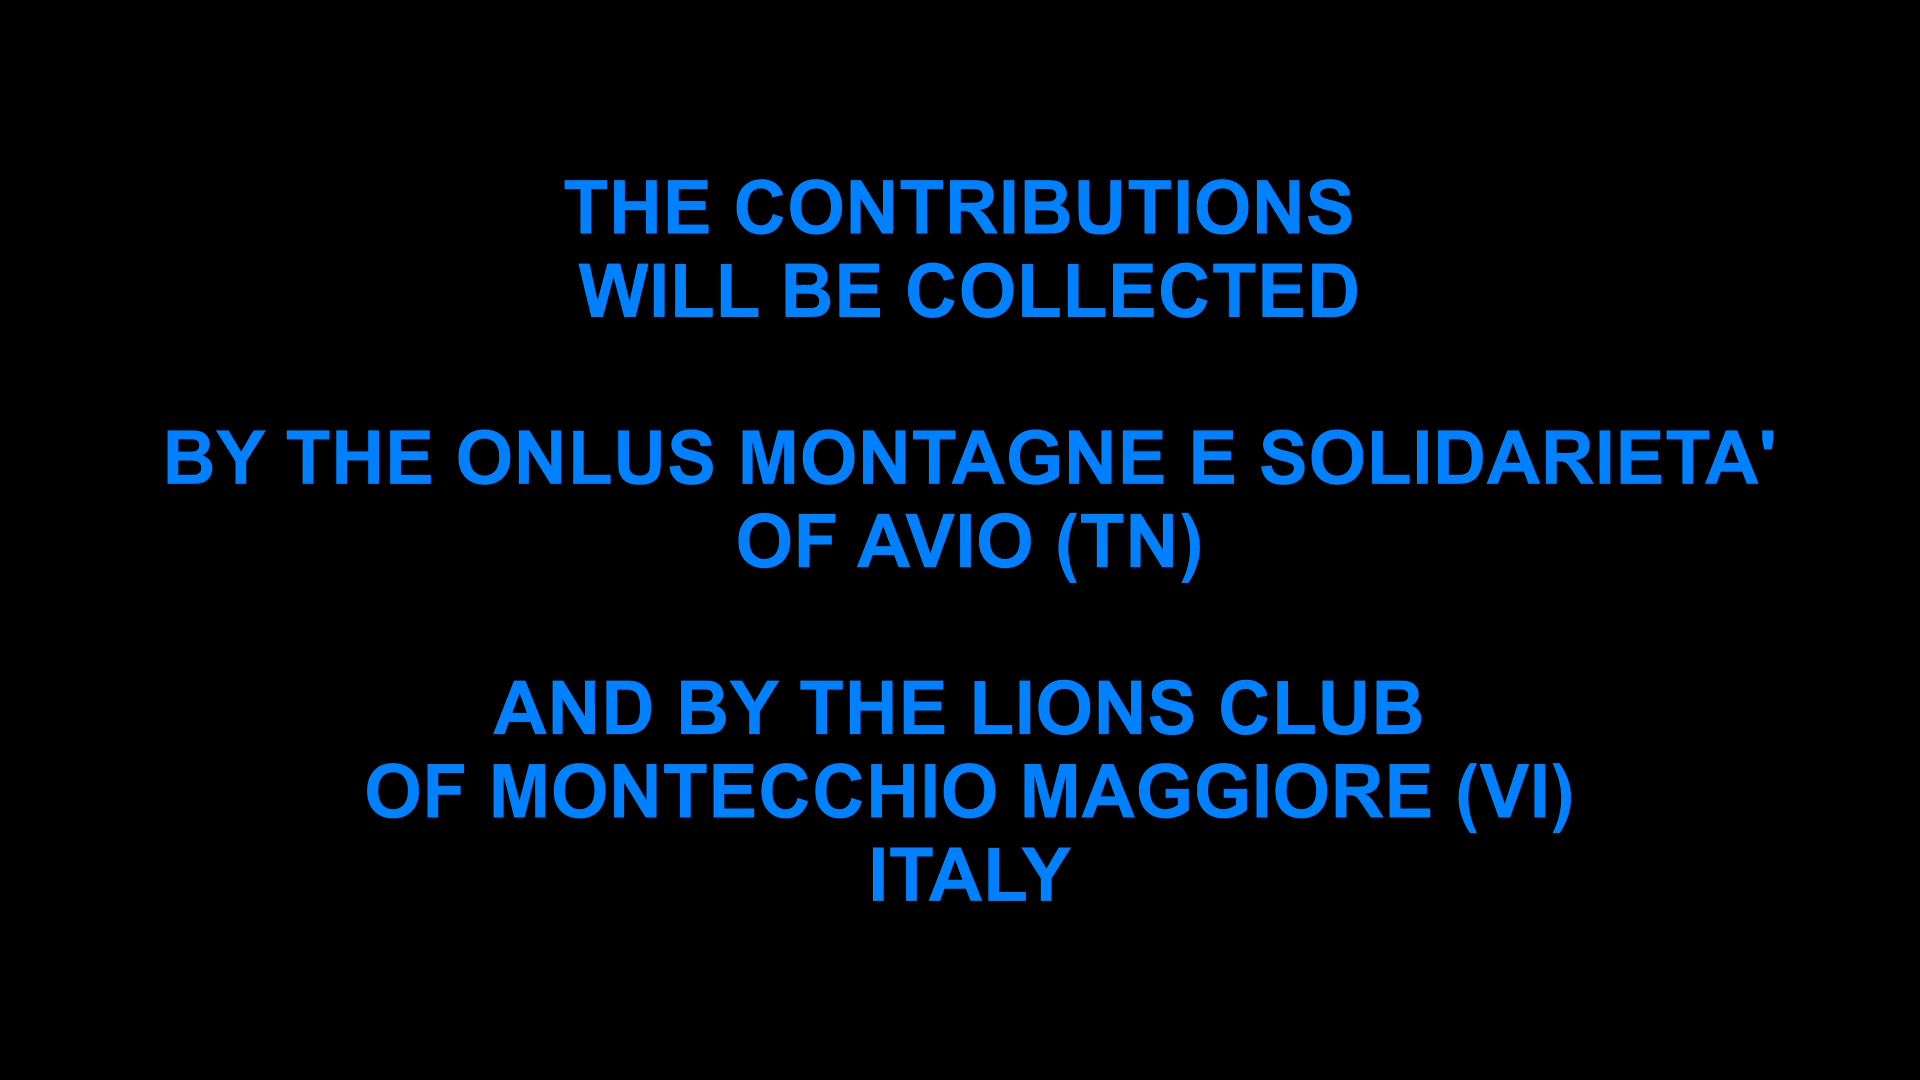 THE CONTRIBUTIONS
WILL BE COLLECTED
BY THE ONLUS MONTAGNE E SOLIDARIETA'
OF AVIO (TN)
AND BY THE LIONS CLUB
OF MONTECCHIO MAGGIORE (VI)
ITALY